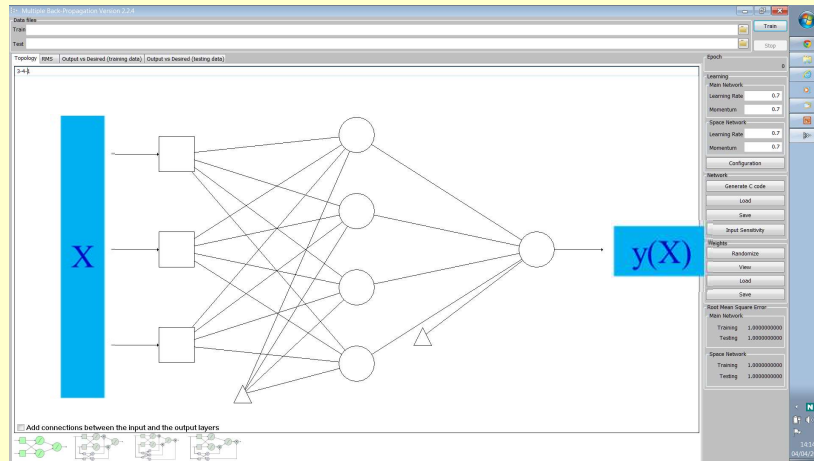 Multiple Back-Propagation Version 2.2.4
Data files
Train
Train
Test
Stop
Topology RMS Output vs Desired (training data) Output vs Desired (testing data)
Epoch
0
3-4-1
Learning
Main Network
Learning Rate 0.7
Momentum 0.7
Space Network
Learning Rate 0.7
Momentum 0.7
Configuration
Network
Generate C code
Load
Save
Input Sensitivity
X
y(X)
Weights
Randomize
View
Load
Save
Root Mean Square Error
Main Network
Training 1.0000000000
Testing 1.0000000000
Space Network
Training 1.0000000000
Testing 1.0000000000
Add connections between the input and the output layers
N
14:14